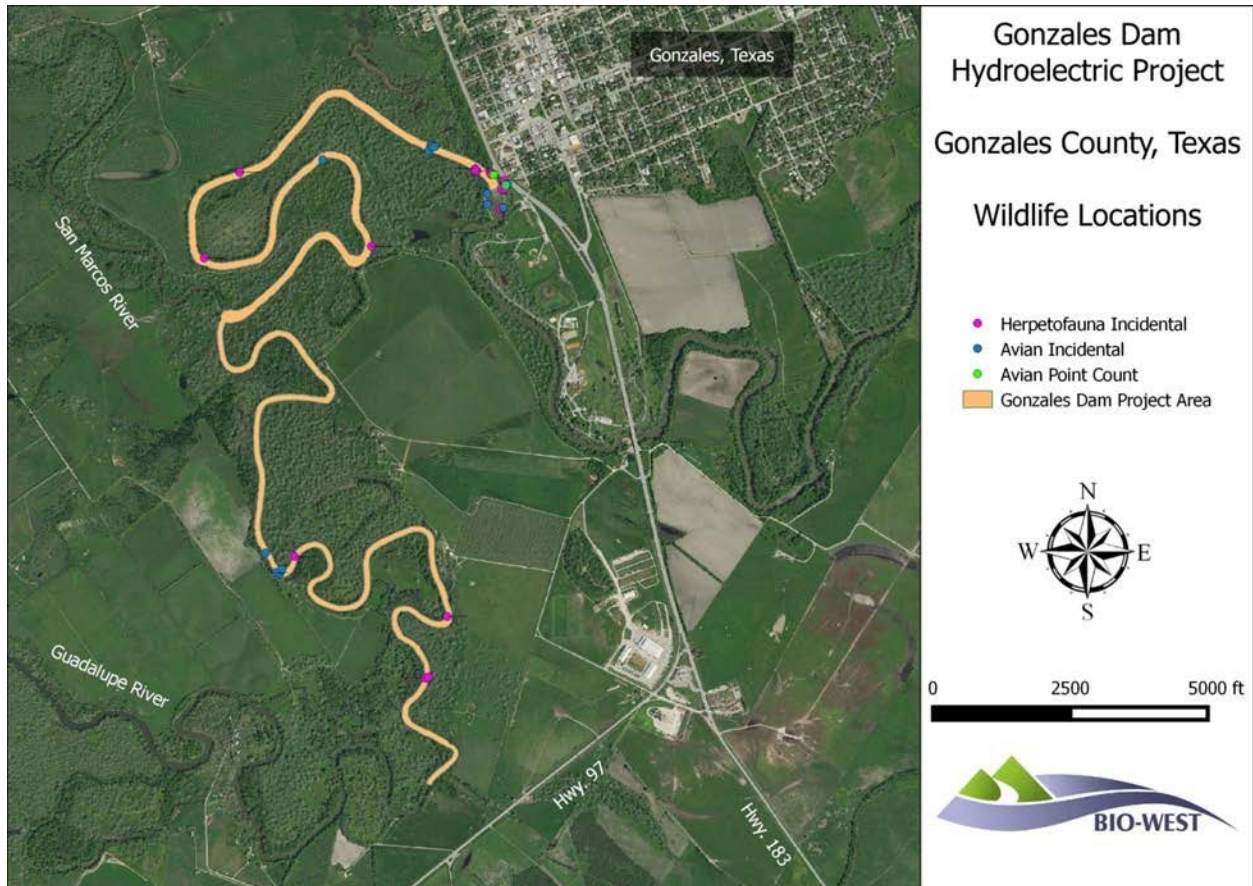 Gonzales, Texas
San Marcos River
Guadalupe River
Hwy. 97
Hwy. 183
Gonzales Dam
Hydroelectric Project
Gonzales County, Texas
Wildlife Locations
Herpetofauna Incidental
Avian Incidental
Avian Point Count
Gonzales Dam Project Area
N
W E
S
0 2500 5000 ft
BIO-WEST